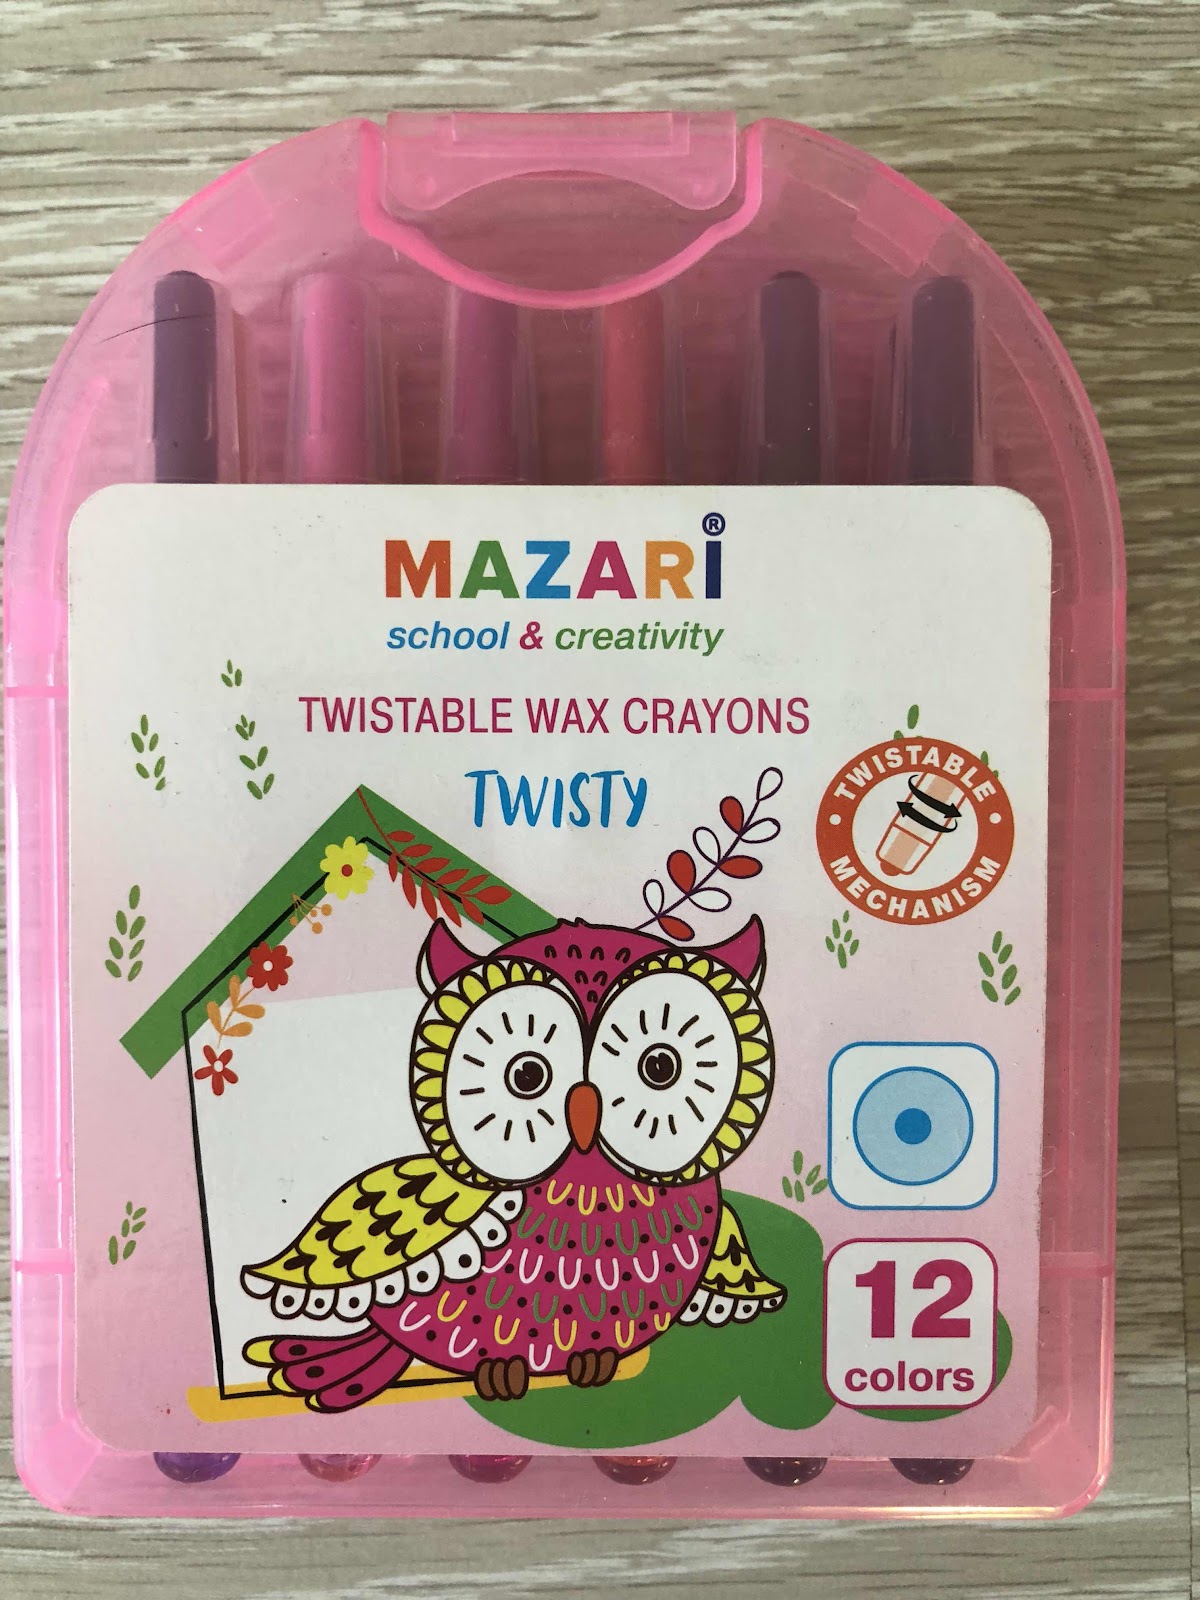 MAZARi®
school & creativity
TWISTABLE WAX CRAYONS
TWISTY
TWISTABLE
MECHANISM
12
colors